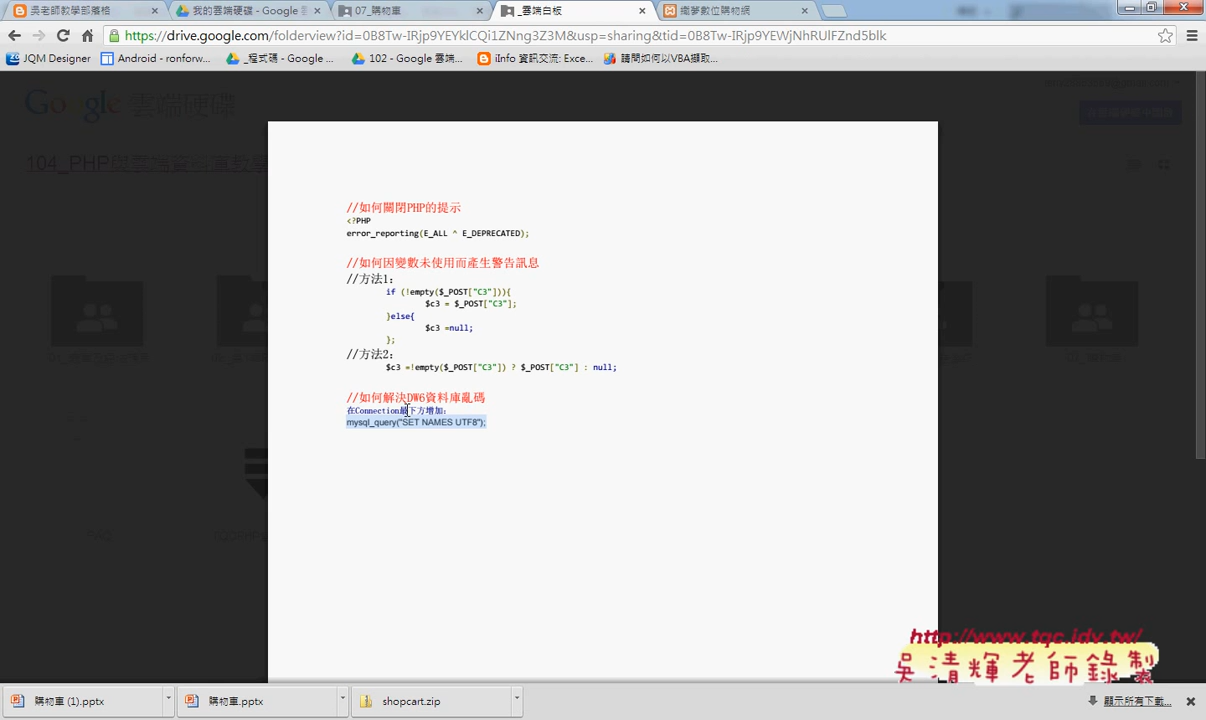 吳老師教學部落格
我的雲端硬碟 - Google 雲
07_購物車
_雲端白板
https://drive.google.com/folderview?id=0B8Tw-IRjp9YEYklCQi1ZNng3Z3M&usp=sharing&tid=0B8Tw-IRjp9YEWjNhRUlFZnd5blk
JQM Designer
Android - ronforw...
_程式碼 - Google ...
102 - Google 雲端...
iInfo 資訊交流: Exce...
請問如何以VBA擷取...
Google 雲端硬碟
//如何關閉PHP的提示
<?PHP
error_reporting(E_ALL ^ E_DEPRECATED);
//如何因變數未使用而產生警告訊息
//方法1:
if (!empty($_POST["C3"])){
$c3 = $_POST["C3"];
}else{
$c3 =null;
};
//方法2:
$c3 =!empty($_POST["C3"]) ? $_POST["C3"] : null;
//如何解決DW6資料庫亂碼
在Connection最下方增加:
mysql_query("SET NAMES UTF8");
http://www.tqc.idv.tw/
吳清輝老師錄製
購物車 (1).pptx
購物車.pptx
shopcart.zip
顯示所有下載...